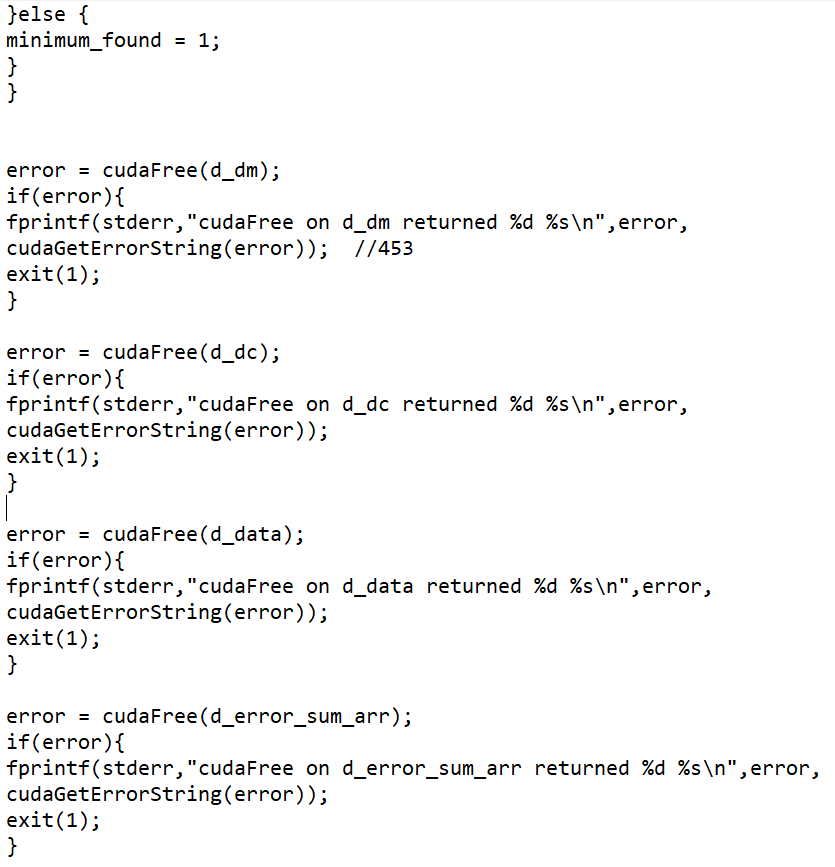 }else {
minimum_found = 1;
}
}
error = cudaFree(d_dm);
if(error){
fprintf(stderr,"cudaFree on d_dm returned %d %s\n",error,
cudaGetErrorString(error));  //453
exit(1);
}
error = cudaFree(d_dc);
if(error){
fprintf(stderr,"cudaFree on d_dc returned %d %s\n",error,
cudaGetErrorString(error));
exit(1);
}
error = cudaFree(d_data);
if(error){
fprintf(stderr,"cudaFree on d_data returned %d %s\n",error,
cudaGetErrorString(error));
exit(1);
}
error = cudaFree(d_error_sum_arr);
if(error){
fprintf(stderr,"cudaFree on d_error_sum_arr returned %d %s\n",error,
cudaGetErrorString(error));
exit(1);
}